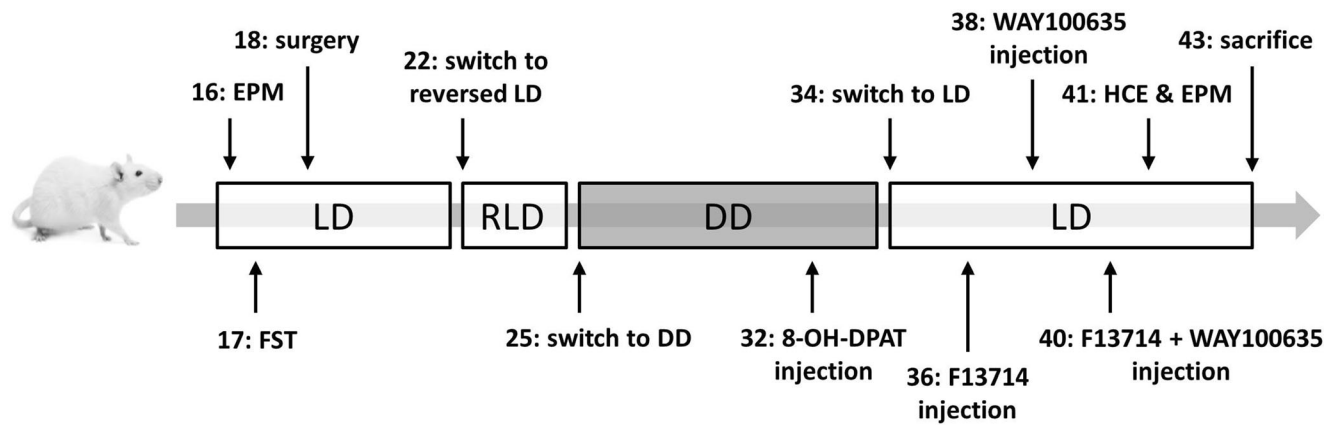 38: WAY100635
injection
18: surgery
43: sacrifice
22: switch to
reversed LD
16: EPM
34: switch to LD
41: HCE & EPM
LD
RLD
DD
LD
17: FST
25: switch to DD
32: 8-OH-DPAT
injection
36: F13714
injection
40: F13714 + WAY100635
injection